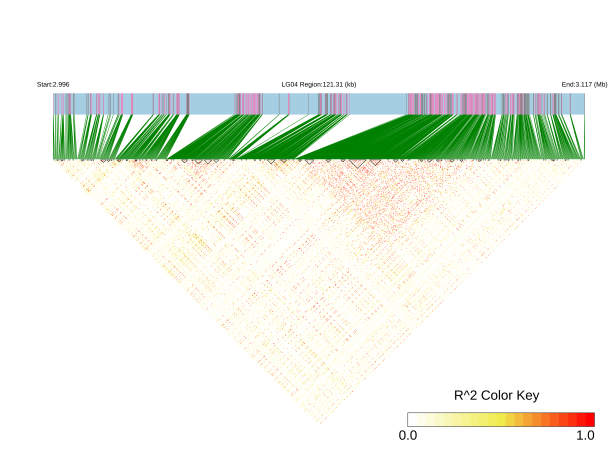 Start:2.996 LG04 Region:121.31 (kb) End:3.117 (Mb)
R^2 Color Key
0.0 1.0